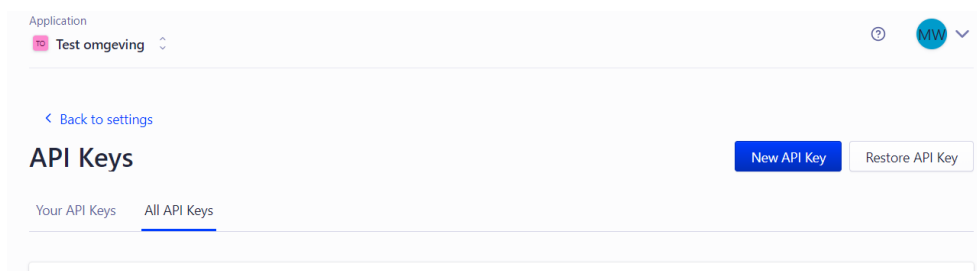 Application
TO Test omgeving
MW
Back to settings
API Keys
New API Key Restore API Key
Your API Keys All API Keys